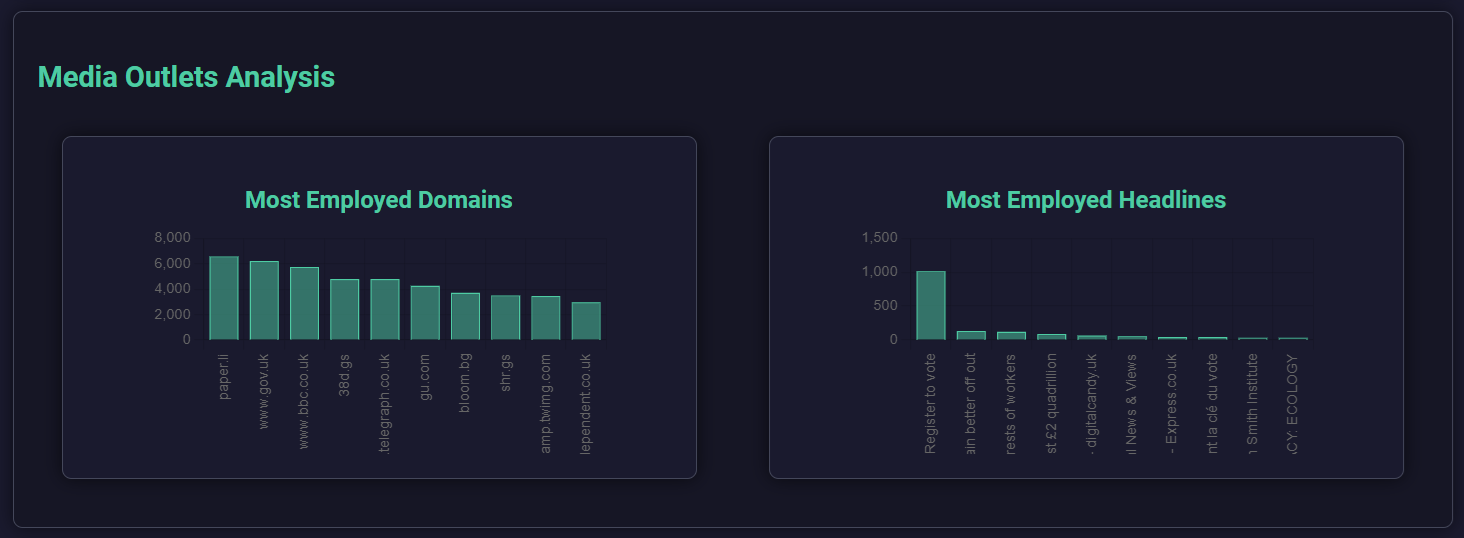 Media Outlets Analysis
Most Employed Domains
8,000
6,000
4,000
2,000
0
paper.li
www.gov.uk
www.bbc.co.uk
38d.gs
.telegraph.co.uk
gu.com
bloom.bg
shr.gs
amp.twimg.com
lependent.co.uk
Most Employed Headlines
1,500
1,000
500
0
Register to vote
ain better off out
rests of workers
st £2 quadrillion
- digitalcandy.uk
al News & Views
- Express.co.uk
nt la clé du vote
n Smith Institute
ACY: ECOLOGY